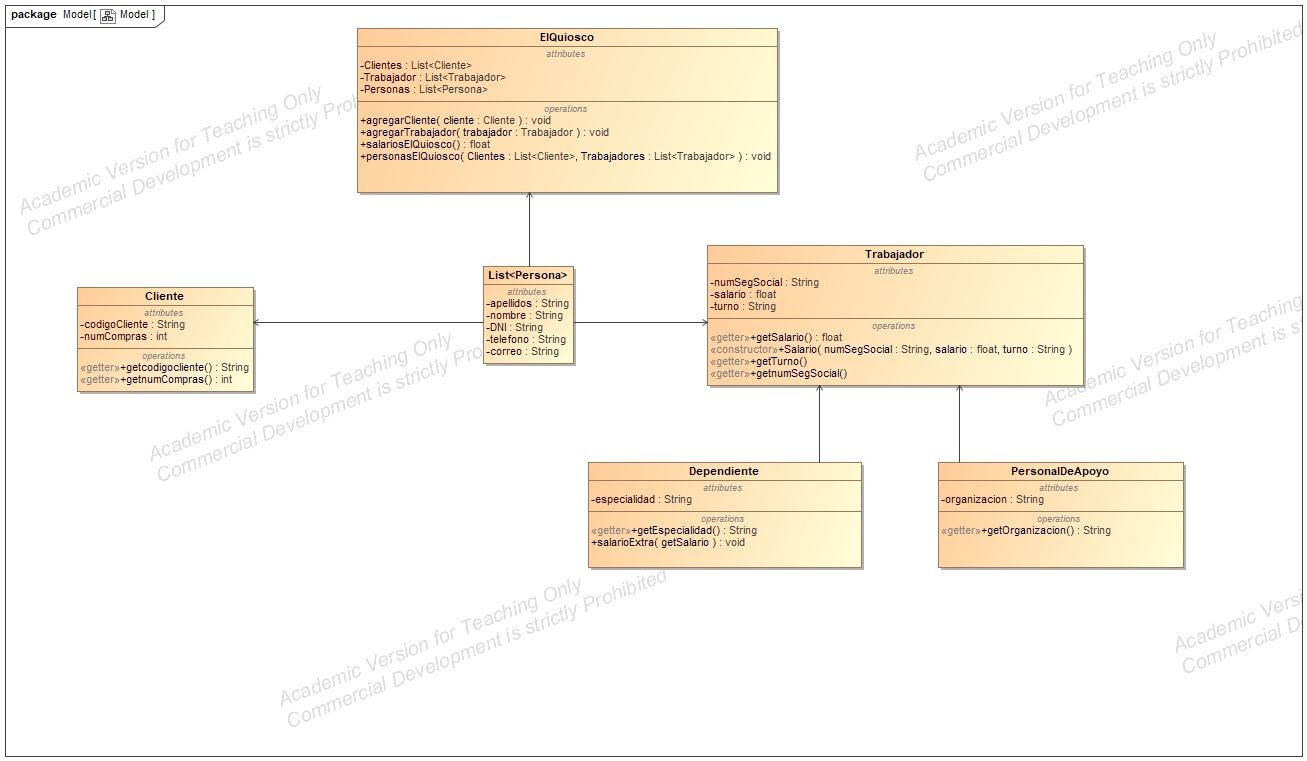 package Model[ Model ]
ElQuiosco
attributes
-Clientes : List<Cliente>
-Trabajador : List<Trabajador>
-Personas : List<Persona>
operations
+agregarCliente( cliente : Cliente ) : void
+agregarTrabajador( trabajador : Trabajador ) : void
+salariosElQuiosco() : float
+personasElQuiosco( Clientes : List<Cliente>, Trabajadores : List<Trabajador> ) : void
Cliente
attributes
-codigoCliente : String
-numCompras : int
operations
«getter»+getcodigocliente() : String
«getter»+getnumCompras() : int
List<Persona>
attributes
-apellidos : String
-nombre : String
-DNI : String
-telefono : String
-correo : String
Trabajador
attributes
-numSegSocial : String
-salario : float
-turno : String
operations
«getter»+getSalario() : float
«constructor»+Salario( numSegSocial : String, salario : float, turno : String )
«getter»+getTurno()
«getter»+getnumSegSocial()
Dependiente
attributes
-especialidad : String
operations
«getter»+getEspecialidad() : String
+salarioExtra( getSalario ) : void
PersonalDeApoyo
attributes
-organizacion : String
operations
«getter»+getOrganizacion() : String
Academic Version for Teaching Only
Commercial Development is strictly Prohi
Academic Version for Teaching Only
Commercial Development is strictly Prohibited
Academic Version for Teaching Only
Commercial Development is strictly Pro
Academic Version for Teaching
Commercial Development is s
Academic Version for Teaching Only
Commercial Development is strictly Prohibited
Academic Versi
Commercial D